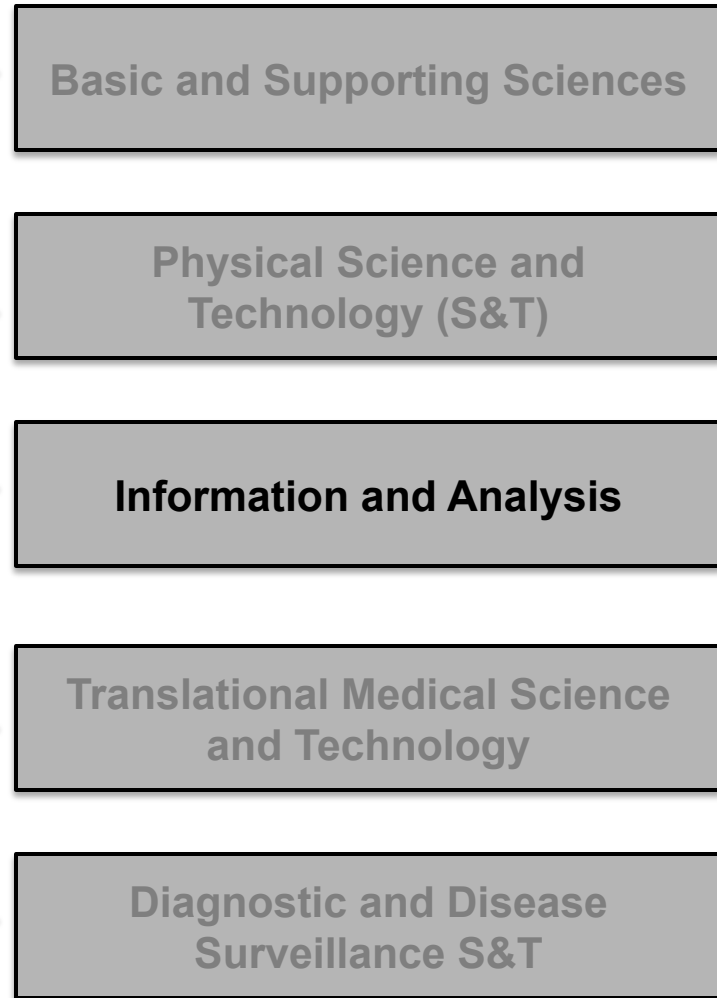 Basic and Supporting Sciences
Physical Science and
Technology (S&T)
Information and Analysis
Translational Medical Science
and Technology
Diagnostic and Disease
Surveillance S&T